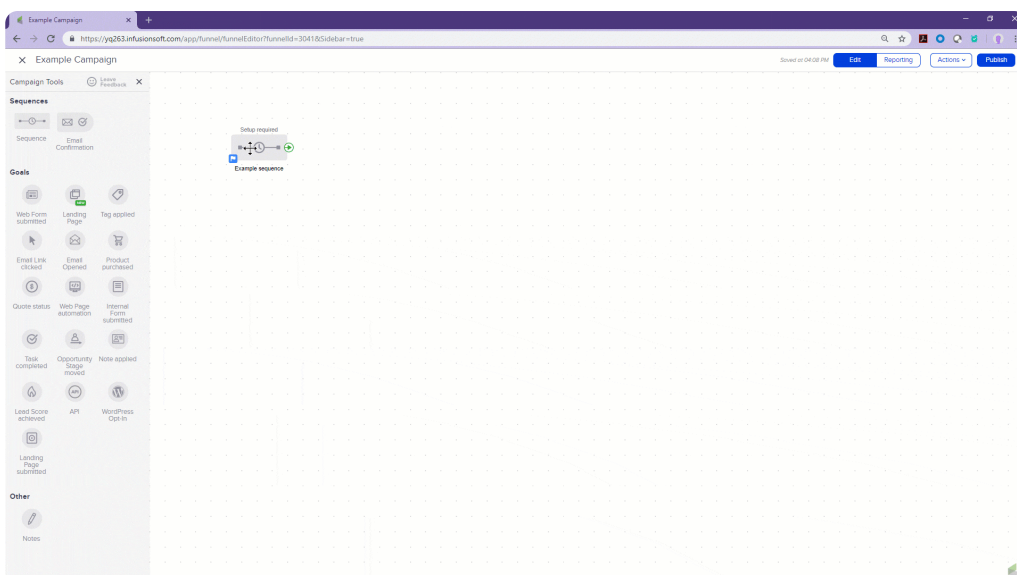 Example Campaign
https://yq263.infusionsoft.com/app/funnel/funnelEditor?funnelId=3041&Sidebar=true
Example Campaign
Saved at 04:08 PM
Edit
Reporting
Actions
Publish
Campaign Tools
Leave
Feedback
Sequences
Sequence
Email
Confirmation
Setup required
Example sequence
Goals
Web Form
submitted
NEW
Landing
Page
Tag applied
Email Link
clicked
Email
Opened
Product
purchased
Quote status
Web Page
automation
Internal
Form
submitted
Task
completed
Opportunity
Stage
moved
Note applied
Lead Score
achieved
API
API
WordPress
Opt-In
Landing
Page
submitted
Other
Notes